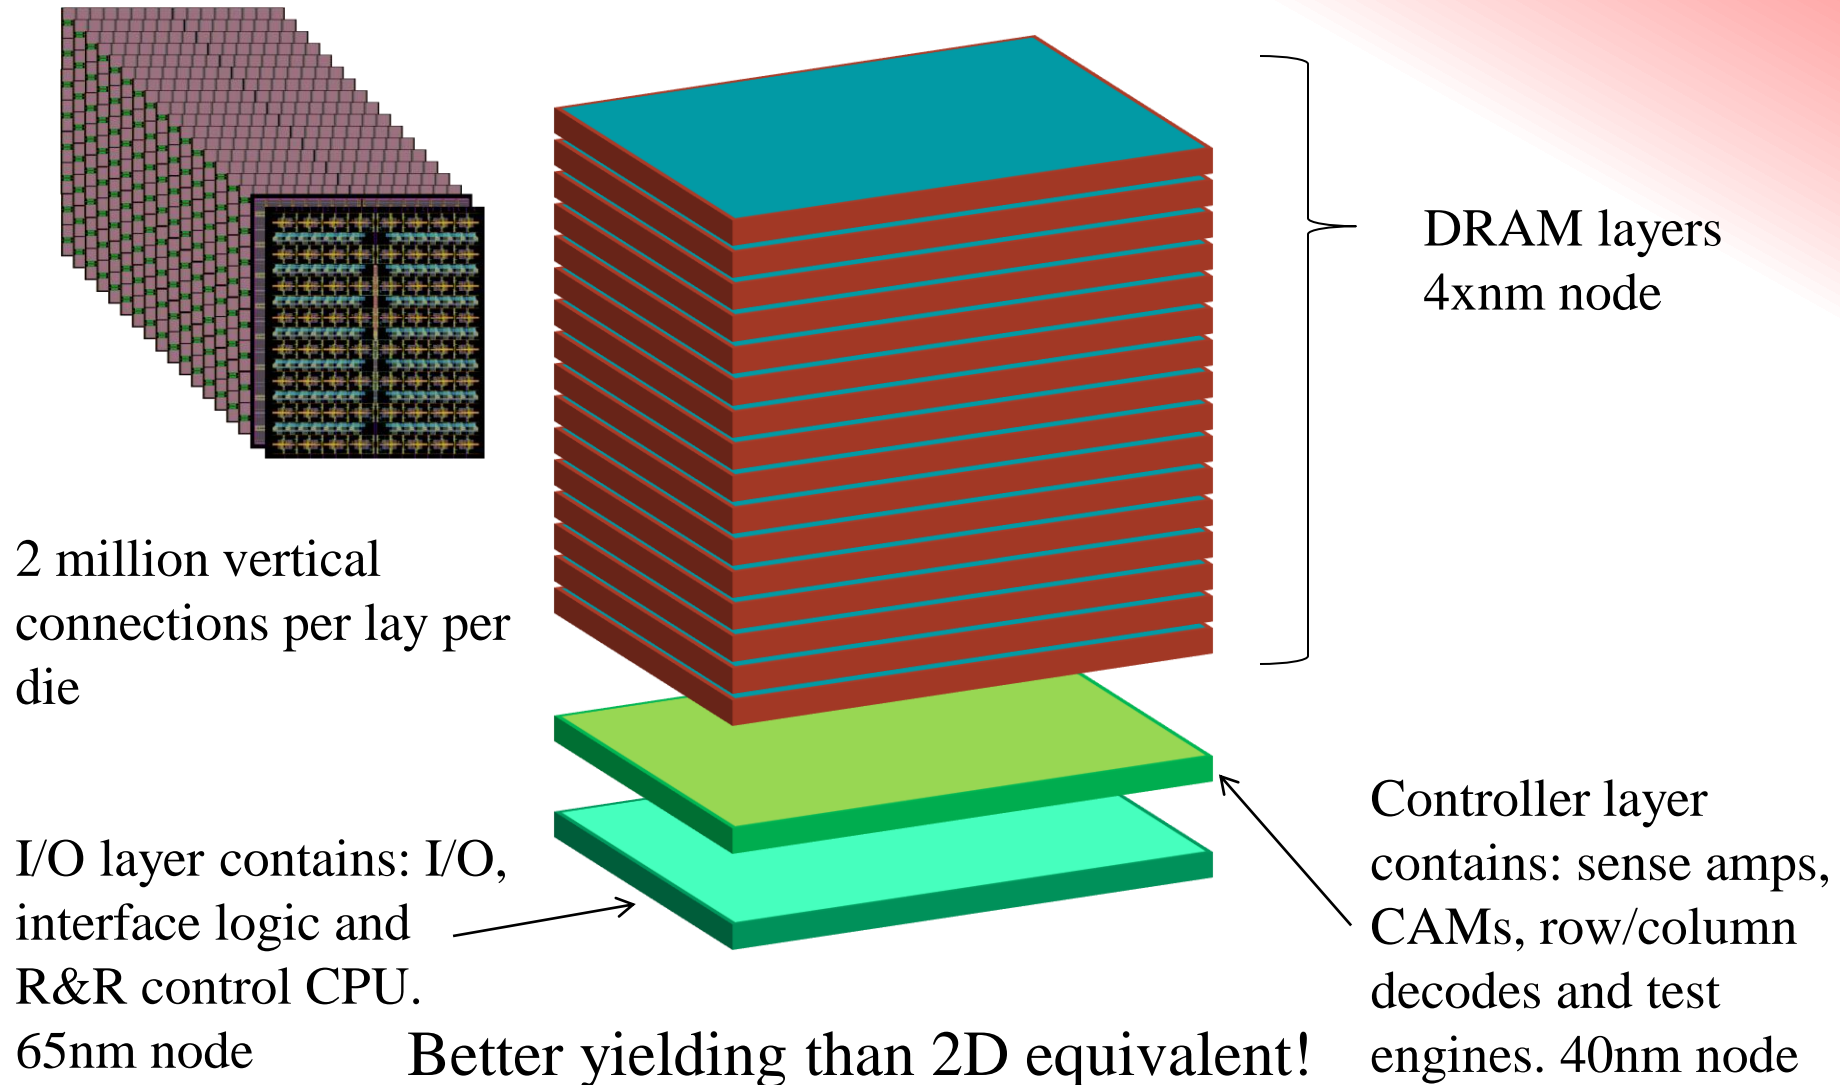 DRAM layers
4xnm node
2 million vertical
connections per lay per
die
I/O layer contains: I/O,
interface logic and
R&R control CPU.
65nm node
Controller layer
contains: sense amps,
CAMs, row/column
decodes and test
engines. 40nm node
Better yielding than 2D equivalent!